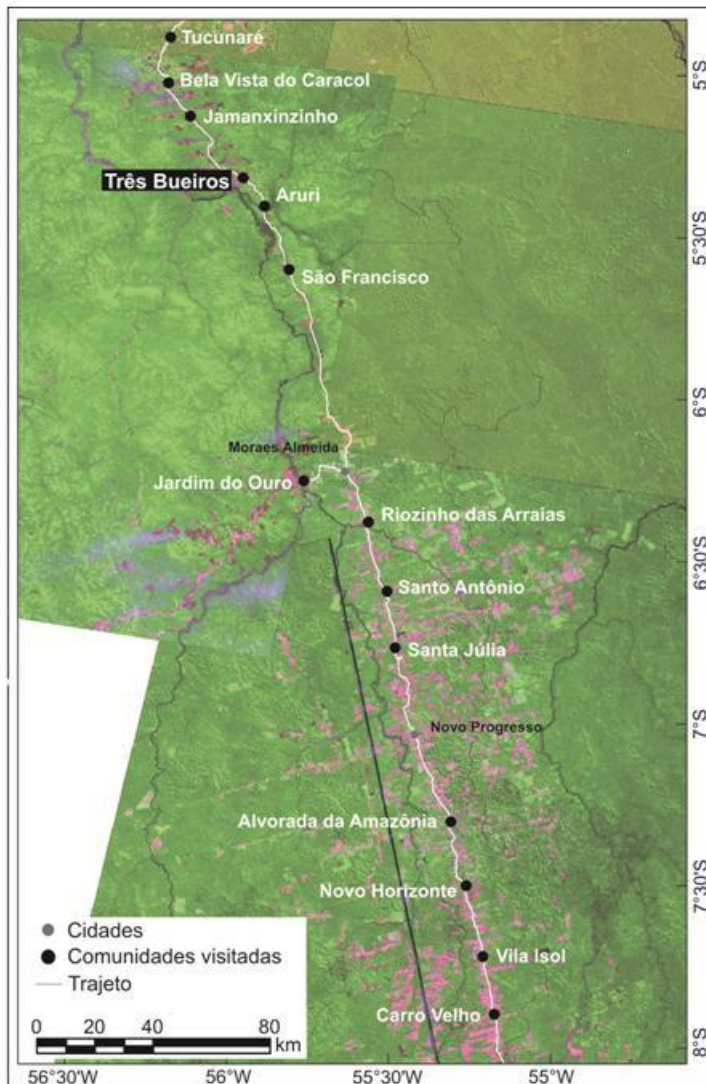 Tucunaré
Bela Vista do Caracol
Jamanxinzinho
Três Bueiros
Aruri
São Francisco
Moraes Almeida
Jardim do Ouro
Riozinho das Arraias
Santo Antônio
Santa Júlia
Novo Progresso
Alvorada da Amazônia
Novo Horizonte
Vila Isol
Carro Velho
Cidades
Comunidades visitadas
Trajeto
0 20 40 80
km
5°S
5°30'S
6°S
6°30'S
7°S
7°30'S
8°S
56°30'W 56°W 55°30'W 55°W